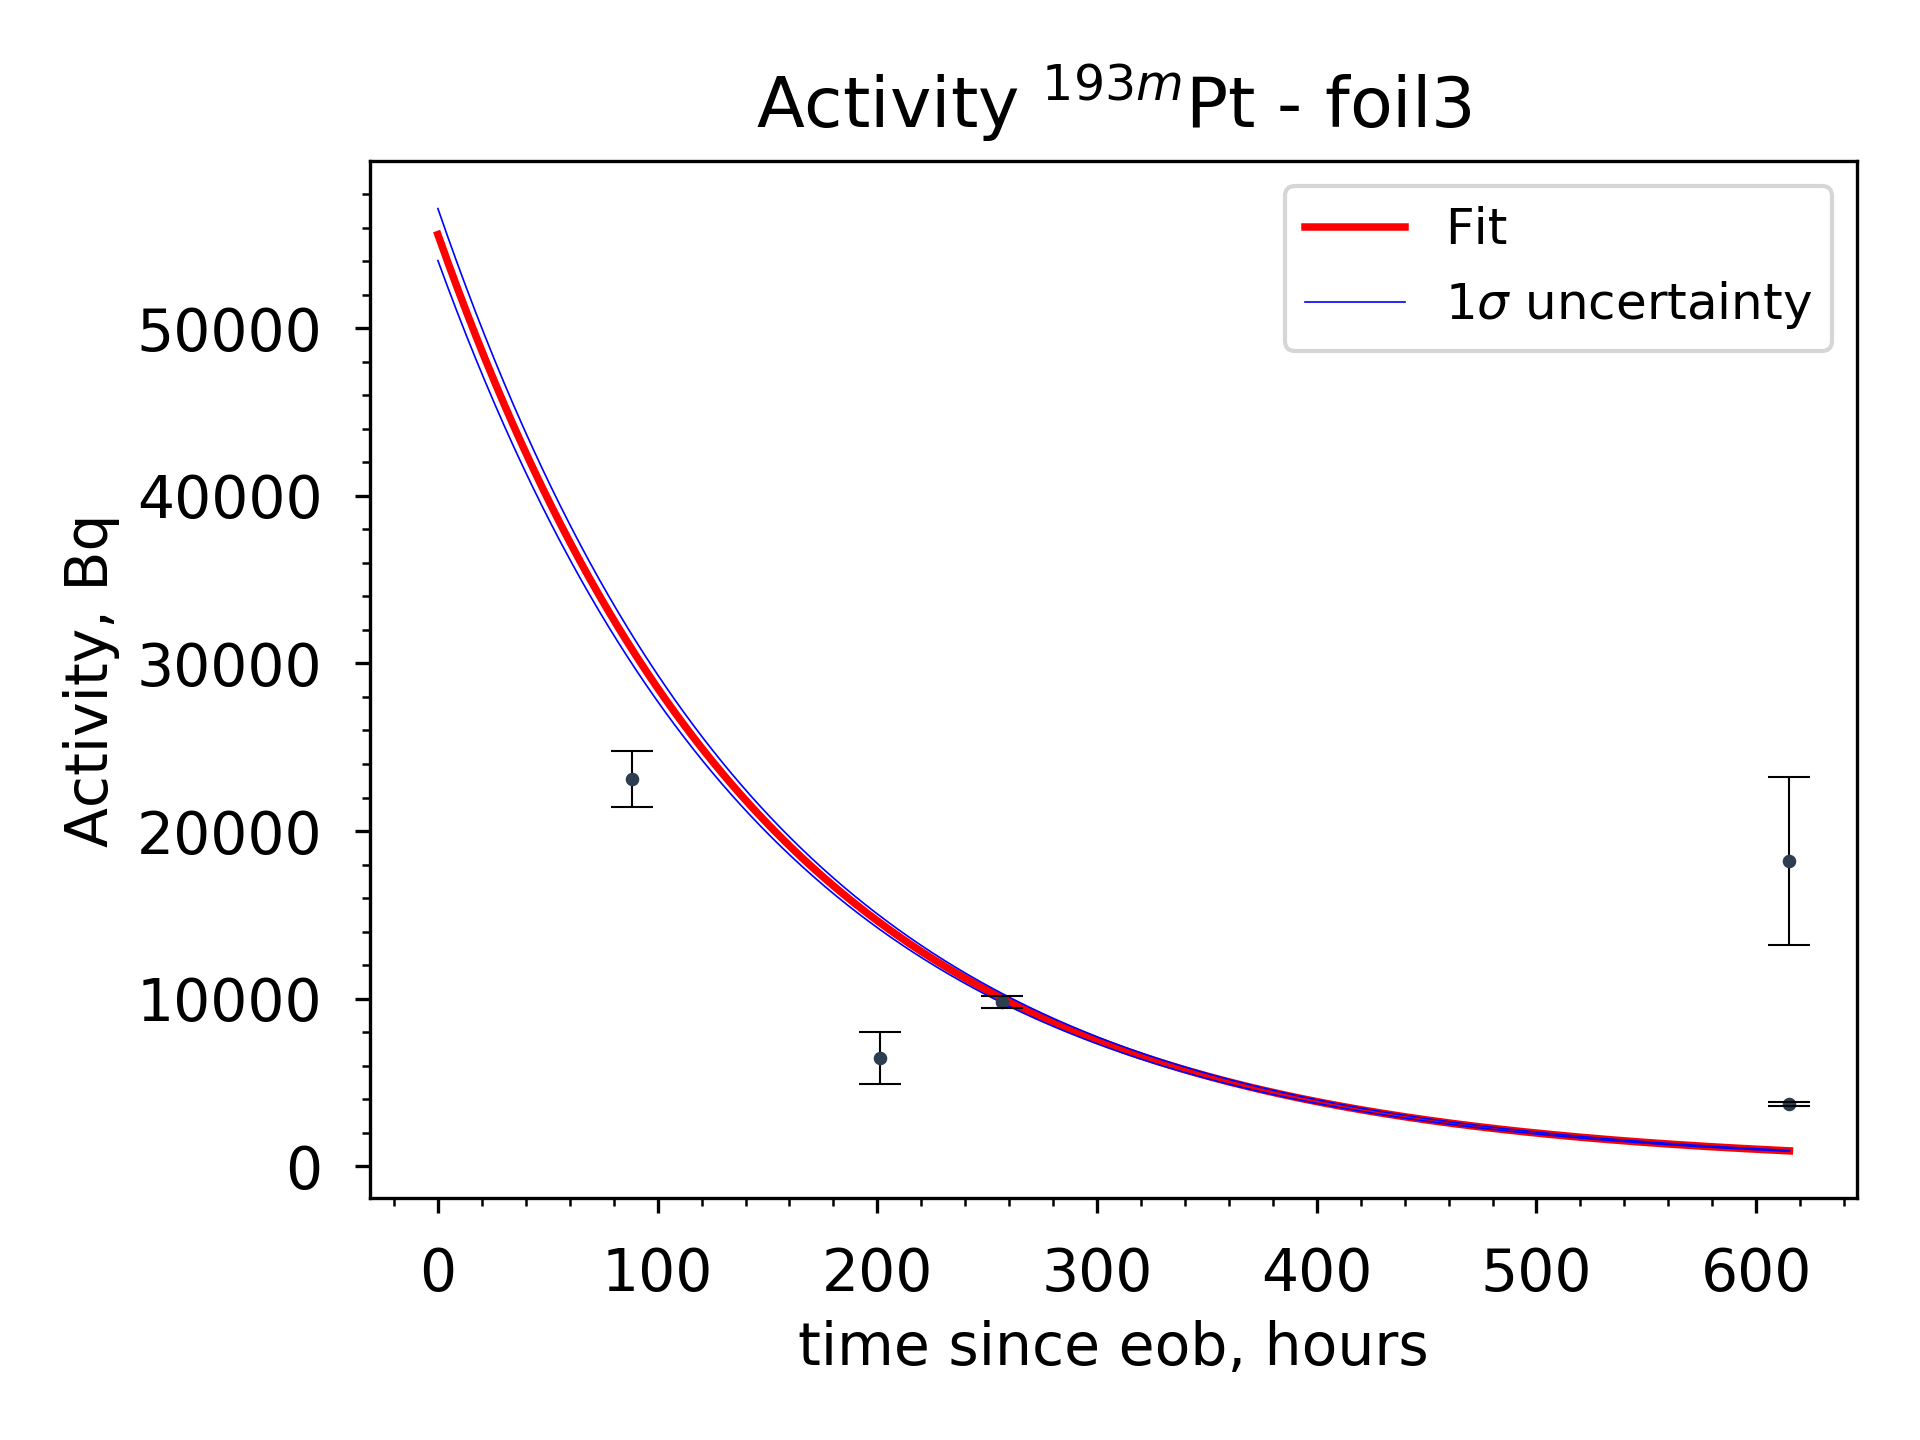 Activity ¹⁹³ᵐPt - foil3
Fit
1σ uncertainty
50000
40000
30000
20000
10000
0
Activity, Bq
0 100 200 300 400 500 600
time since eob, hours